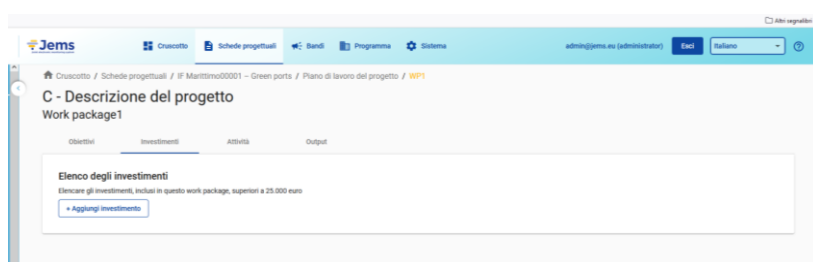 Altri segnalibri
Jems Cruscotto Schede progettuali Bandi Programma Sistema admin@jems.eu (administrator) Esci Italiano
Cruscotto / Schede progettuali / IF Marittimo00001 – Green ports / Piano di lavoro del progetto / WP1
C - Descrizione del progetto
Work package1
Obiettivi Investimenti Attività Output
Elenco degli investimenti
Elencare gli investimenti, inclusi in questo work package, superiori a 25.000 euro
+ Aggiungi investimento